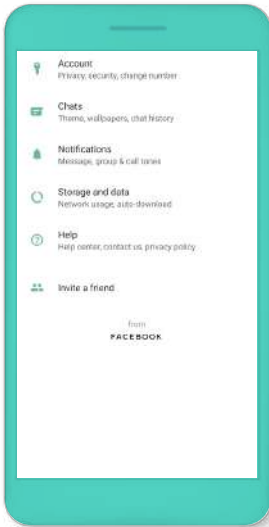 Account
Privacy, security, change number
Chats
Theme, wallpapers, chat history
Notifications
Message, group & call tones
Storage and data
Network usage, auto-download
Help
Help center, contact us, privacy policy
Invite a friend
from
FACEBOOK